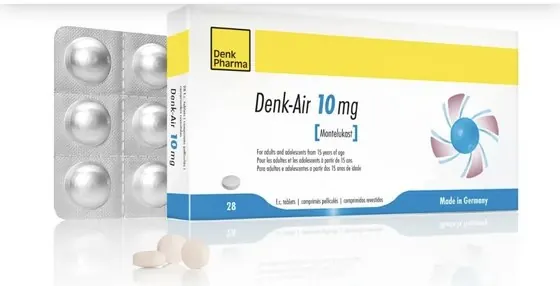 Denk
Pharma
Denk-Air 10 mg
[Montelukast]
For adults and adolescents from 15 years of age
Pour les adultes et les adolescents à partir de 15 ans
Para adultos e adolescentes a partir dos 15 anos de idade
28
f.c. tablets | comprimés pelliculés | comprimidos revestidos
Made in Germany
Denk-Air 10 mg